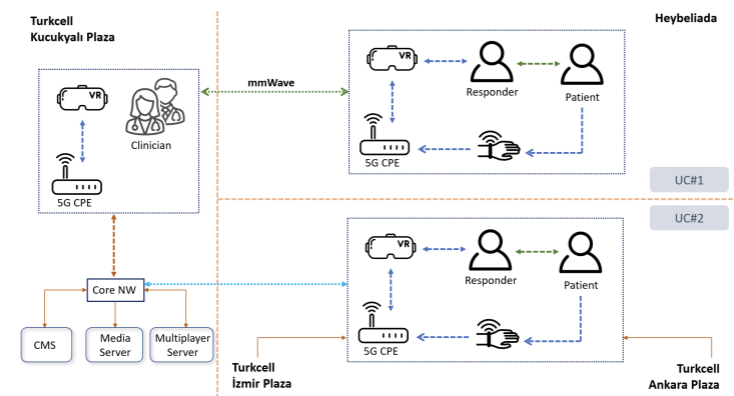 Turkcell
Kucukyalı Plaza
Heybeliada
VR
Clinician
5G CPE
mmWave
VR
Responder
Patient
5G CPE
UC#1
UC#2
VR
Responder
Patient
5G CPE
Core NW
CMS
Media
Server
Multiplayer
Server
Turkcell
İzmir Plaza
Turkcell
Ankara Plaza